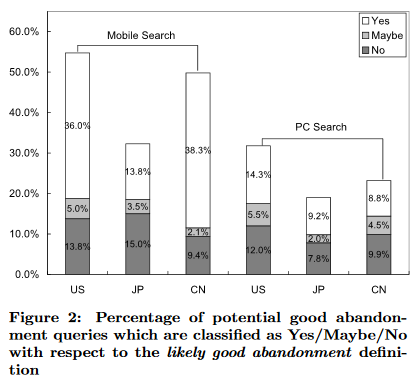 Yes
Maybe
No
60.0%
50.0%
40.0%
30.0%
20.0%
10.0%
0.0%
Mobile Search
PC Search
36.0%
5.0%
13.8%
13.8%
3.5%
15.0%
38.3%
2.1%
9.4%
14.3%
5.5%
12.0%
9.2%
2.0%
7.8%
8.8%
4.5%
9.9%
US JP CN US JP CN
Figure 2: Percentage of potential good abandon-
ment queries which are classified as Yes/Maybe/No
with respect to the likely good abandonment defini-
tion